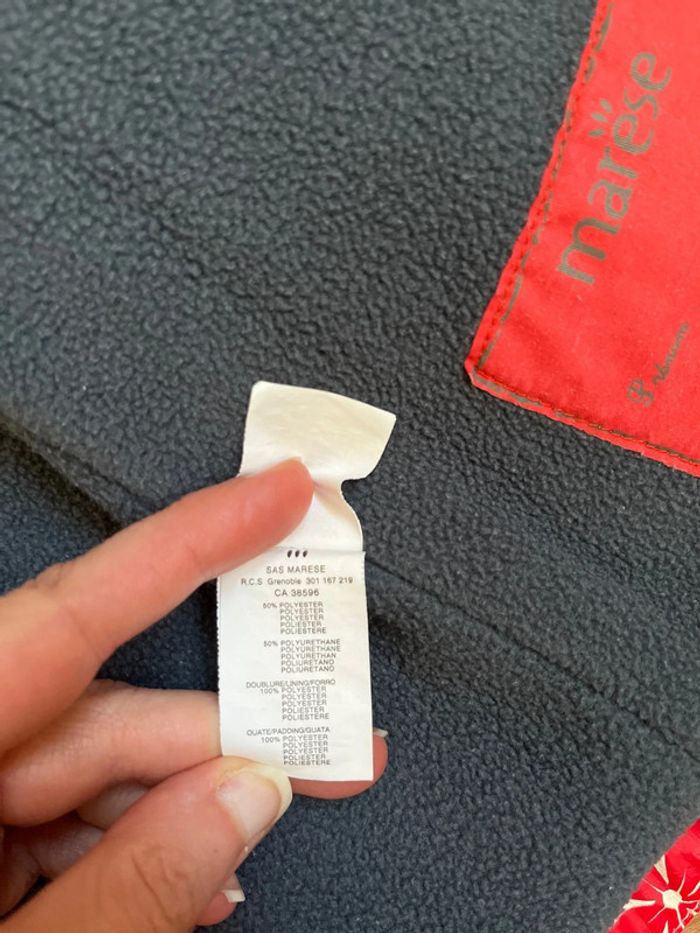 marèse
Prénom
SAS MARESE
R.C.S Grenoble 301 167 219
CA 38596
50% POLYESTER
POLYESTER
POLYESTER
POLIESTER
POLIESTERE
50% POLYURETHANE
POLYURETHANE
POLYURETHAN
POLIURETANO
POLIURETANO
DOUBLURE/LINING/FORRO
100% POLYESTER
POLYESTER
POLYESTER
POLIESTER
POLIESTERE
OUATE/PADDING/GUATA
100% POLYESTER
POLYESTER
POLYESTER
POLIESTER
POLIESTERE